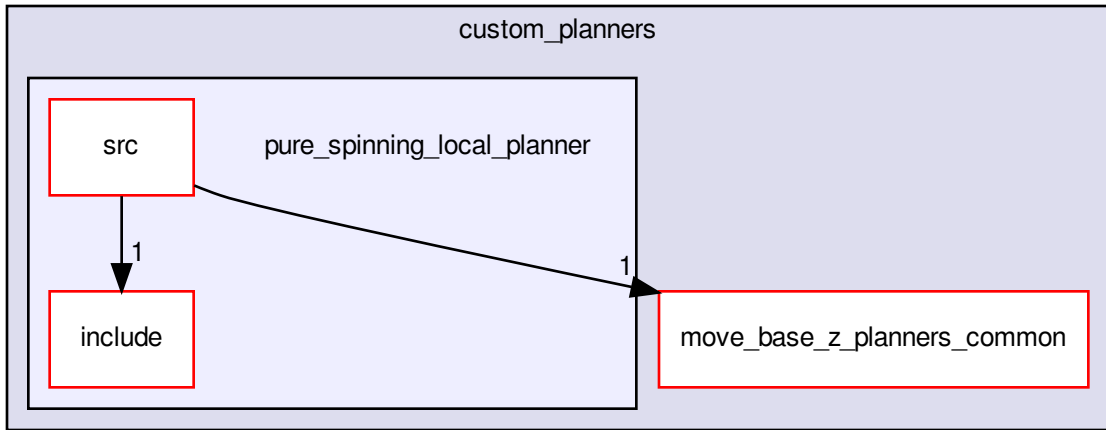 custom_planners
src
pure_spinning_local_planner
1
1
include
move_base_z_planners_common